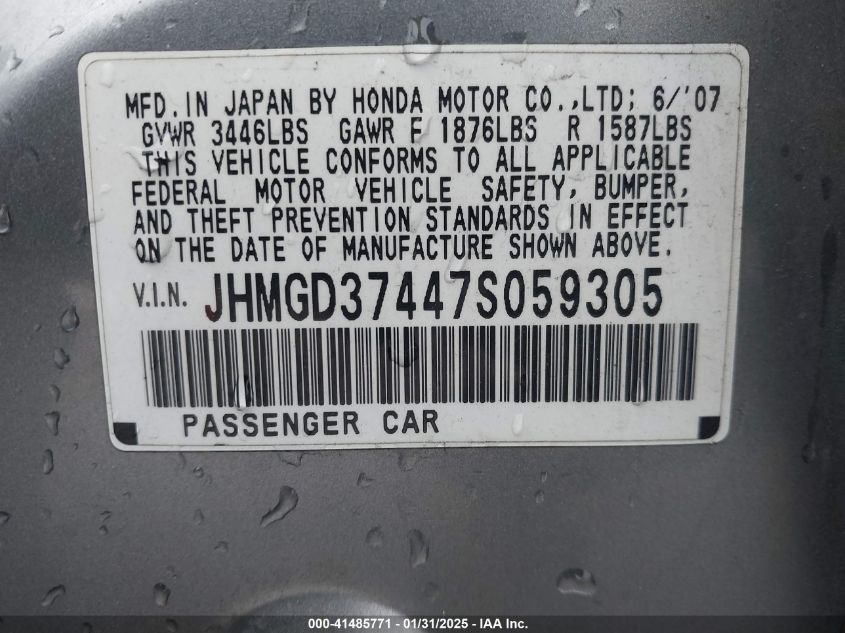 MFD. IN JAPAN BY HONDA MOTOR CO., LTD; 6/'07
GVWR 3446LBS GAWR F 1876LBS R 1587LBS
THIS VEHICLE CONFORMS TO ALL APPLICABLE
FEDERAL MOTOR VEHICLE SAFETY, BUMPER,
AND THEFT PREVENTION STANDARDS IN EFFECT
ON THE DATE OF MANUFACTURE SHOWN ABOVE.
V.I.N. JHMGD37447S059305
PASSENGER CAR
000-41485771 - 01/31/2025 - IAA Inc.